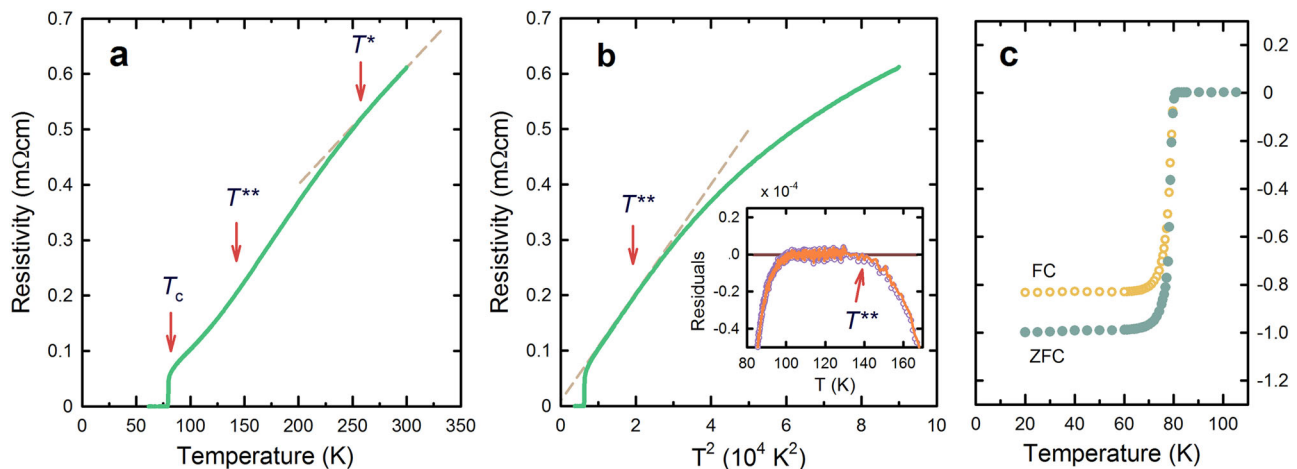 a
Resistivity (mΩcm)
0.7
0.6
0.5
0.4
0.3
0.2
0.1
0
T*
T**
Tc
0 50 100 150 200 250 300 350
Temperature (K)
b
Resistivity (mΩcm)
0.7
0.6
0.5
0.4
0.3
0.2
0.1
0
T**
0 2 4 6 8 10
T² (10⁴ K²)
x 10⁻⁴
Residuals
0.2
0.0
-0.2
-0.4
T**
80 100 120 140 160
T (K)
c
0.2
0
-0.2
-0.4
-0.6
-0.8
-1.0
-1.2
FC
ZFC
0 20 40 60 80 100
Temperature (K)